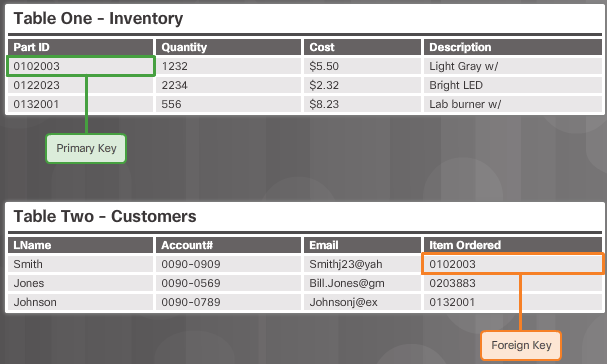 Table One - Inventory
Part ID Quantity Cost Description
0102003 1232 $5.50 Light Gray w/
0122023 2234 $2.32 Bright LED
0132001 556 $8.23 Lab burner w/
Primary Key
Table Two - Customers
LName Account# Email Item Ordered
Smith 0090-0909 Smithj23@yah 0102003
Jones 0090-0569 Bill.Jones@gm 0203883
Johnson 0090-0789 Johnsonj@ex 0132001
Foreign Key